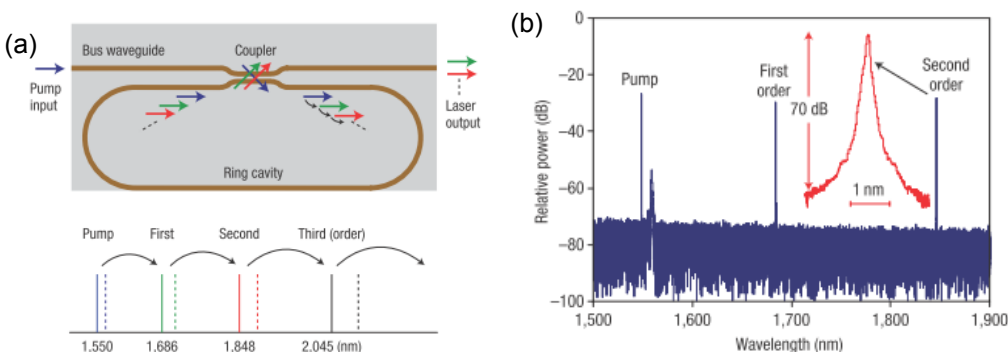 (a)
Bus waveguide
Coupler
Pump
input
Laser
output
Ring cavity
Pump
First
Second
Third (order)
1,550
1,686
1,848
2,045 (nm)
(b)
Relative power (dB)
0
−20
−40
−60
−80
−100
Pump
First
order
70 dB
Second
order
1 nm
1,500
1,600
1,700
1,800
1,900
Wavelength (nm)